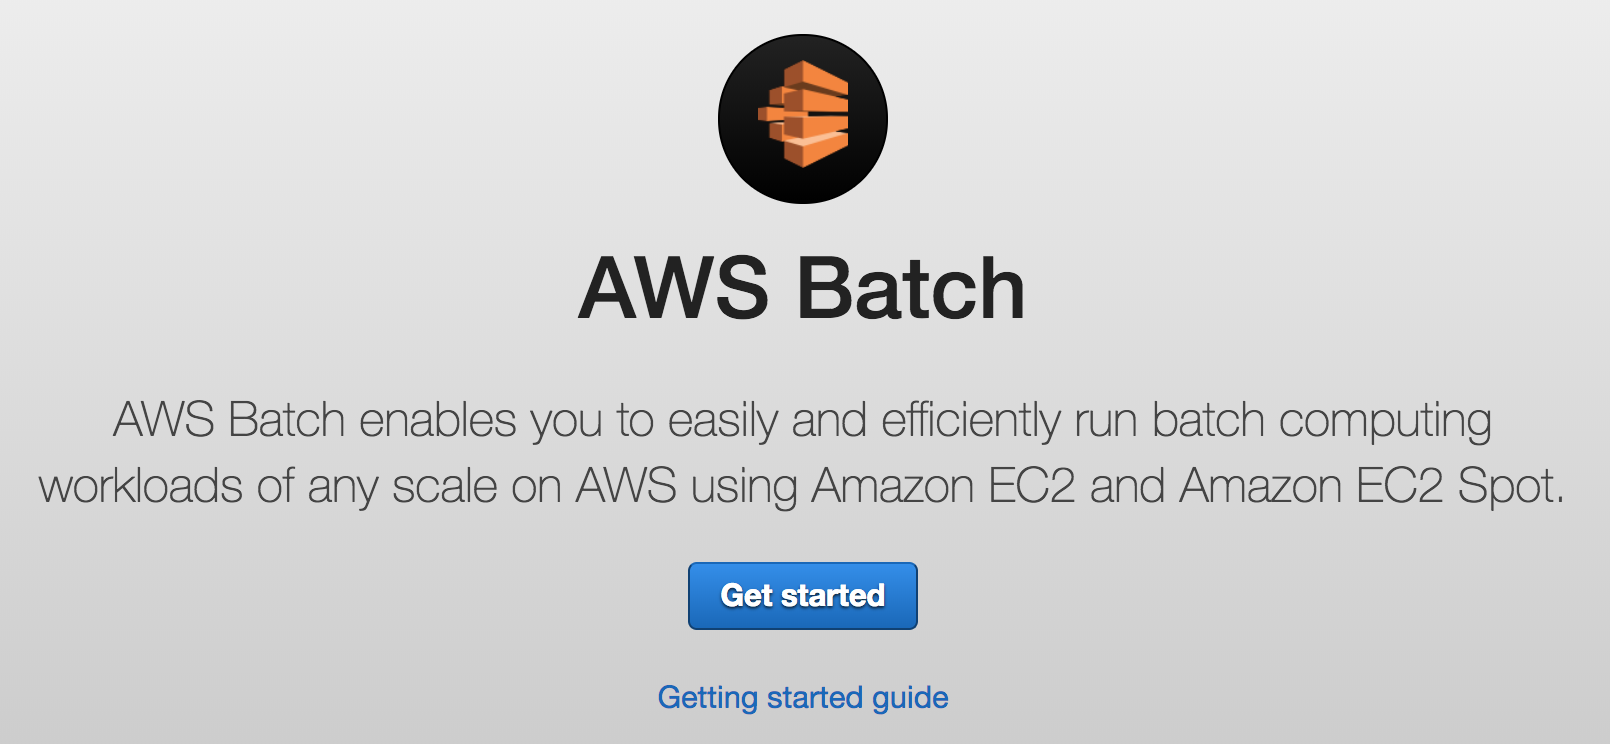 AWS Batch
AWS Batch enables you to easily and efficiently run batch computing
workloads of any scale on AWS using Amazon EC2 and Amazon EC2 Spot.
Get started
Getting started guide